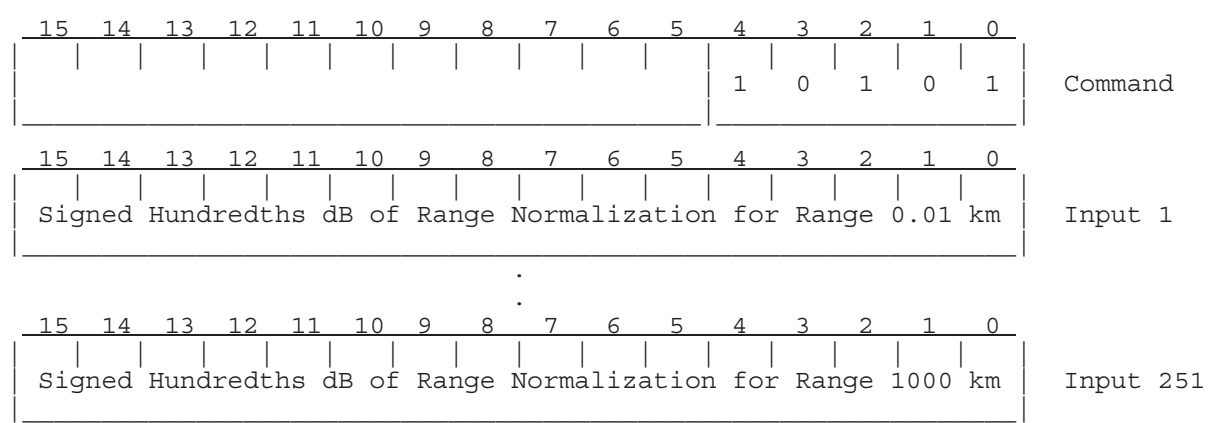 15 14 13 12 11 10 9 8 7 6 5 4 3 2 1 0
1 0 1 0 1 Command
15 14 13 12 11 10 9 8 7 6 5 4 3 2 1 0
Signed Hundredths dB of Range Normalization for Range 0.01 km Input 1
.
.
15 14 13 12 11 10 9 8 7 6 5 4 3 2 1 0
Signed Hundredths dB of Range Normalization for Range 1000 km Input 251